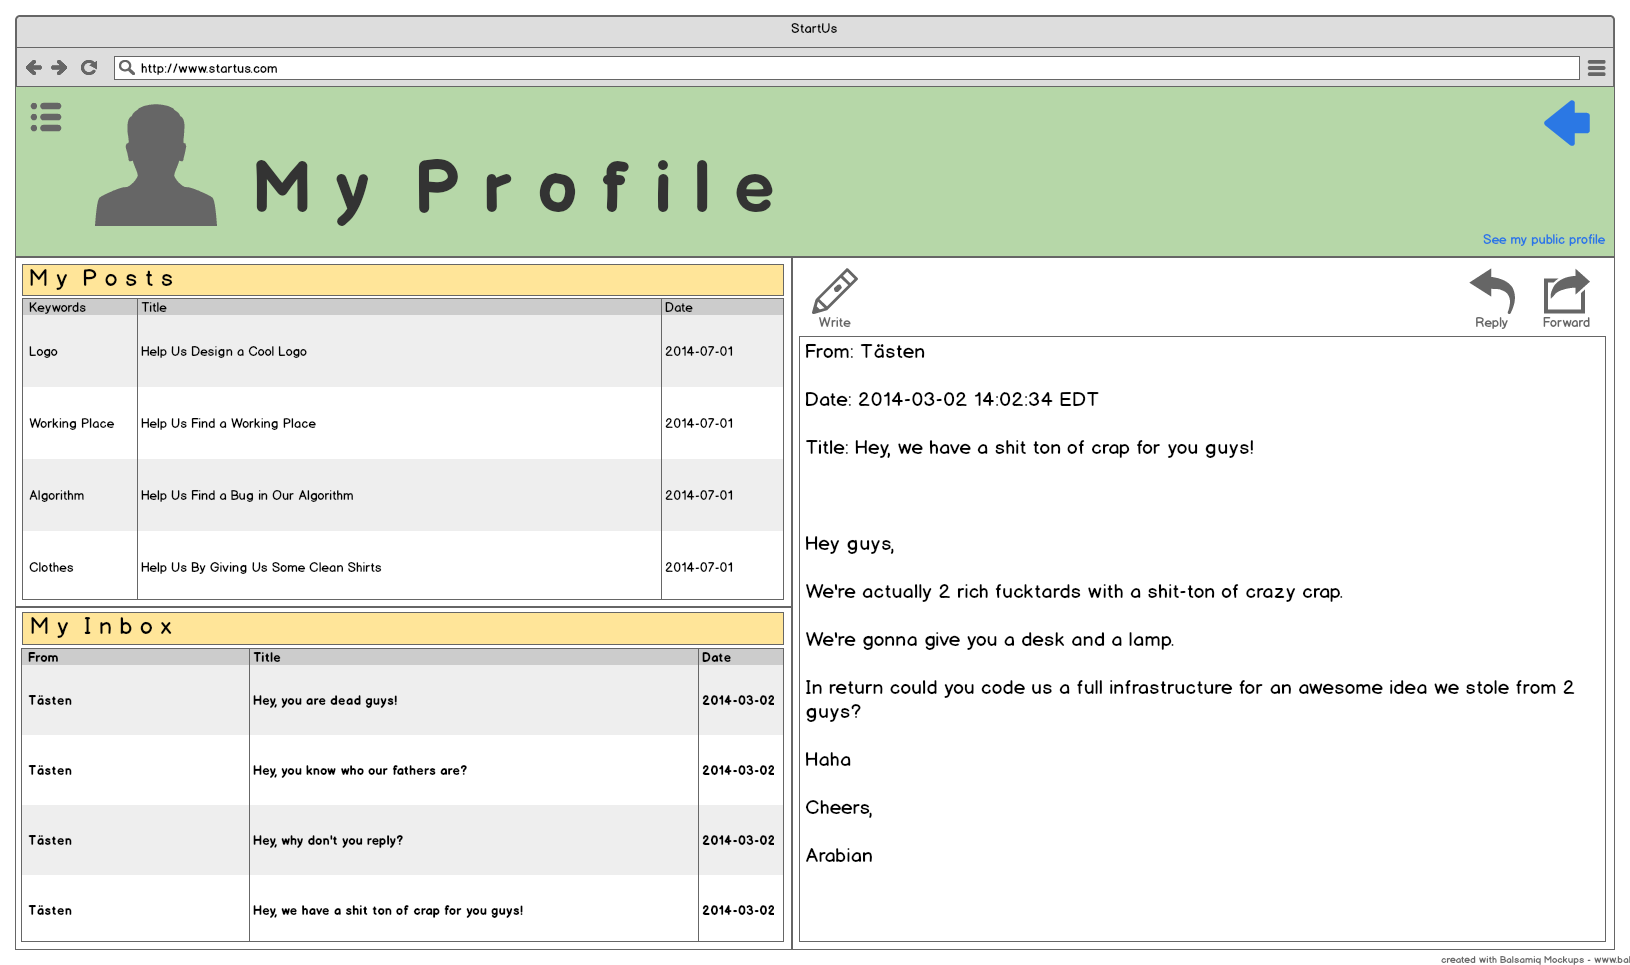 StartUs
http://www.startus.com
My Profile
See my public profile
My Posts
Keywords Title Date
Logo Help Us Design a Cool Logo 2014-07-01
Working Place Help Us Find a Working Place 2014-07-01
Algorithm Help Us Find a Bug in Our Algorithm 2014-07-01
Clothes Help Us By Giving Us Some Clean Shirts 2014-07-01
My Inbox
From Title Date
Tästen Hey, you are dead guys! 2014-03-02
Tästen Hey, you know who our fathers are? 2014-03-02
Tästen Hey, why don't you reply? 2014-03-02
Tästen Hey, we have a shit ton of crap for you guys! 2014-03-02
Write
Reply
Forward
From: Tästen
Date: 2014-03-02 14:02:34 EDT
Title: Hey, we have a shit ton of crap for you guys!
Hey guys,
We're actually 2 rich fucktards with a shit-ton of crazy crap.
We're gonna give you a desk and a lamp.
In return could you code us a full infrastructure for an awesome idea we stole from 2
guys?
Haha
Cheers,
Arabian
created with Balsamiq Mockups - www.bal